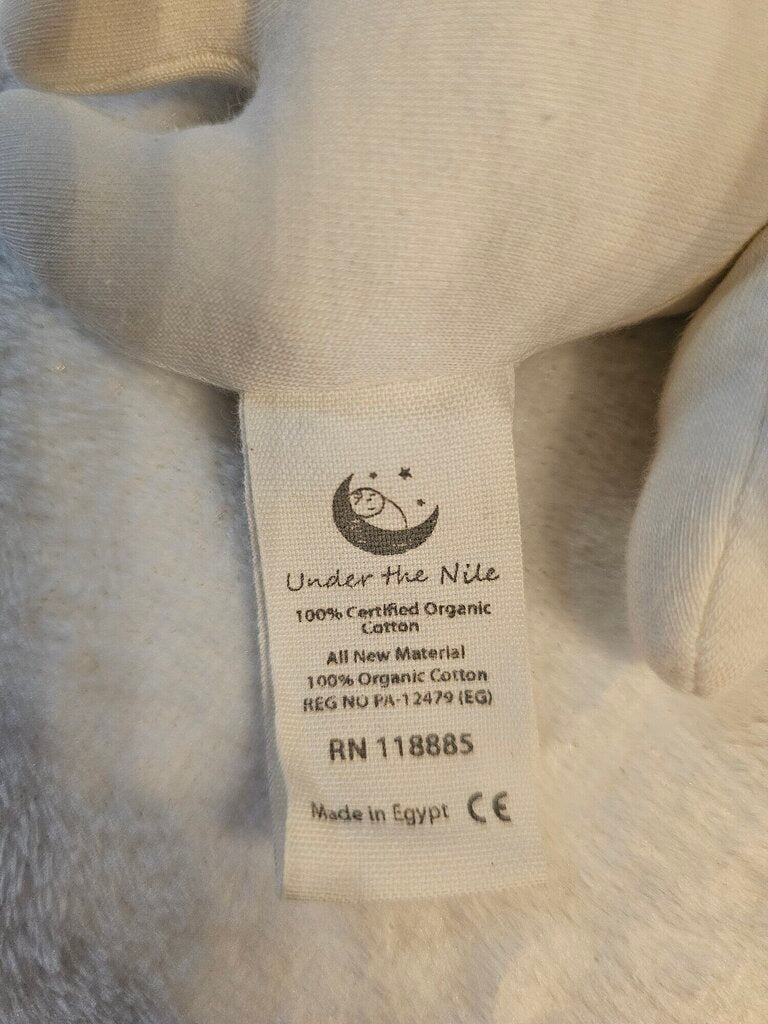 Under the Nile
100% Certified Organic
Cotton
All New Material
100% Organic Cotton
REG NO PA-12479 (EG)
RN 118885
Made in Egypt CE